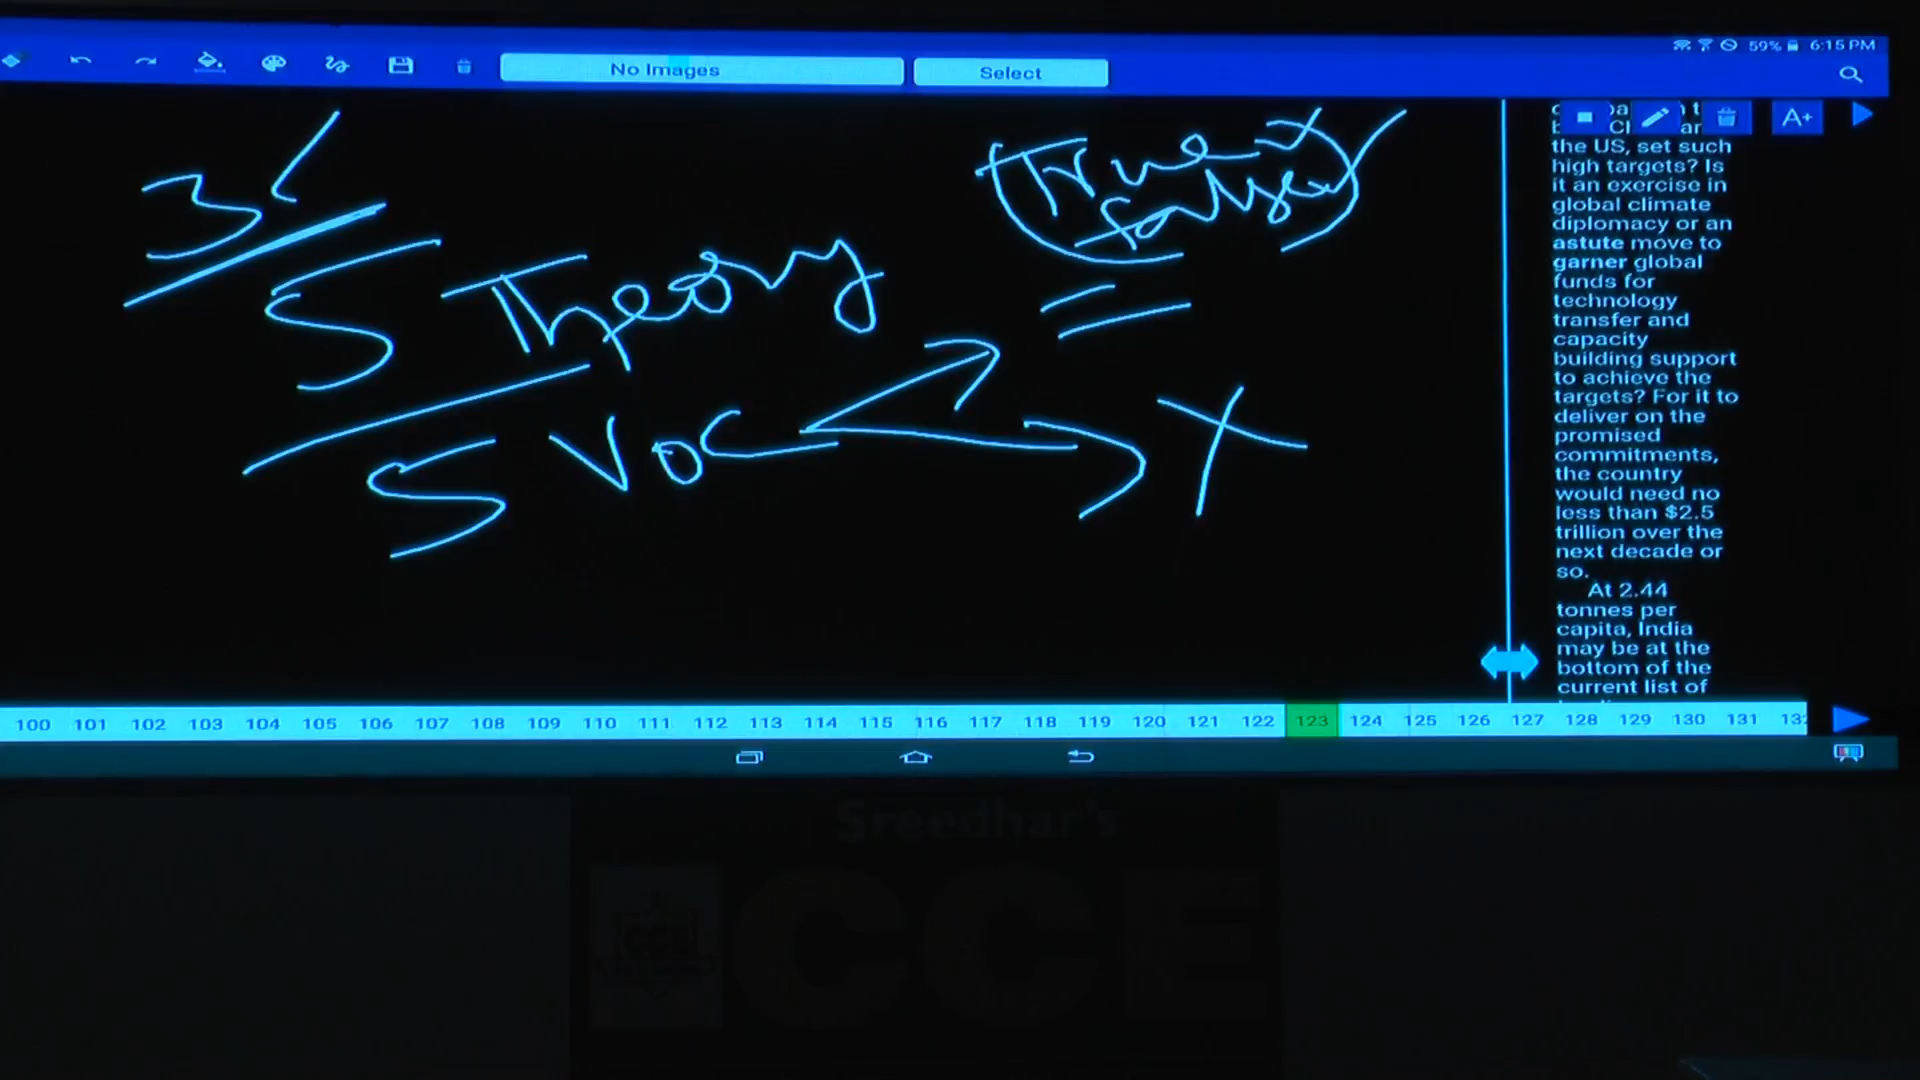 59% 6:15 PM
No Images Select
A+
3
True
false
5 Theory
5 Voc X
the US, set such
high targets? Is
it an exercise in
global climate
diplomacy or an
astute move to
garner global
funds for
technology
transfer and
capacity
building support
to achieve the
targets? For it to
deliver on the
promised
commitments,
the country
would need no
less than $2.5
trillion over the
next decade or
so.
At 2.44
tonnes per
capita, India
may be at the
bottom of the
current list of
100 101 102 103 104 105 106 107 108 109 110 111 112 113 114 115 116 117 118 119 120 121 122 123 124 125 126 127 128 129 130 131
Sreedhar's
CCE